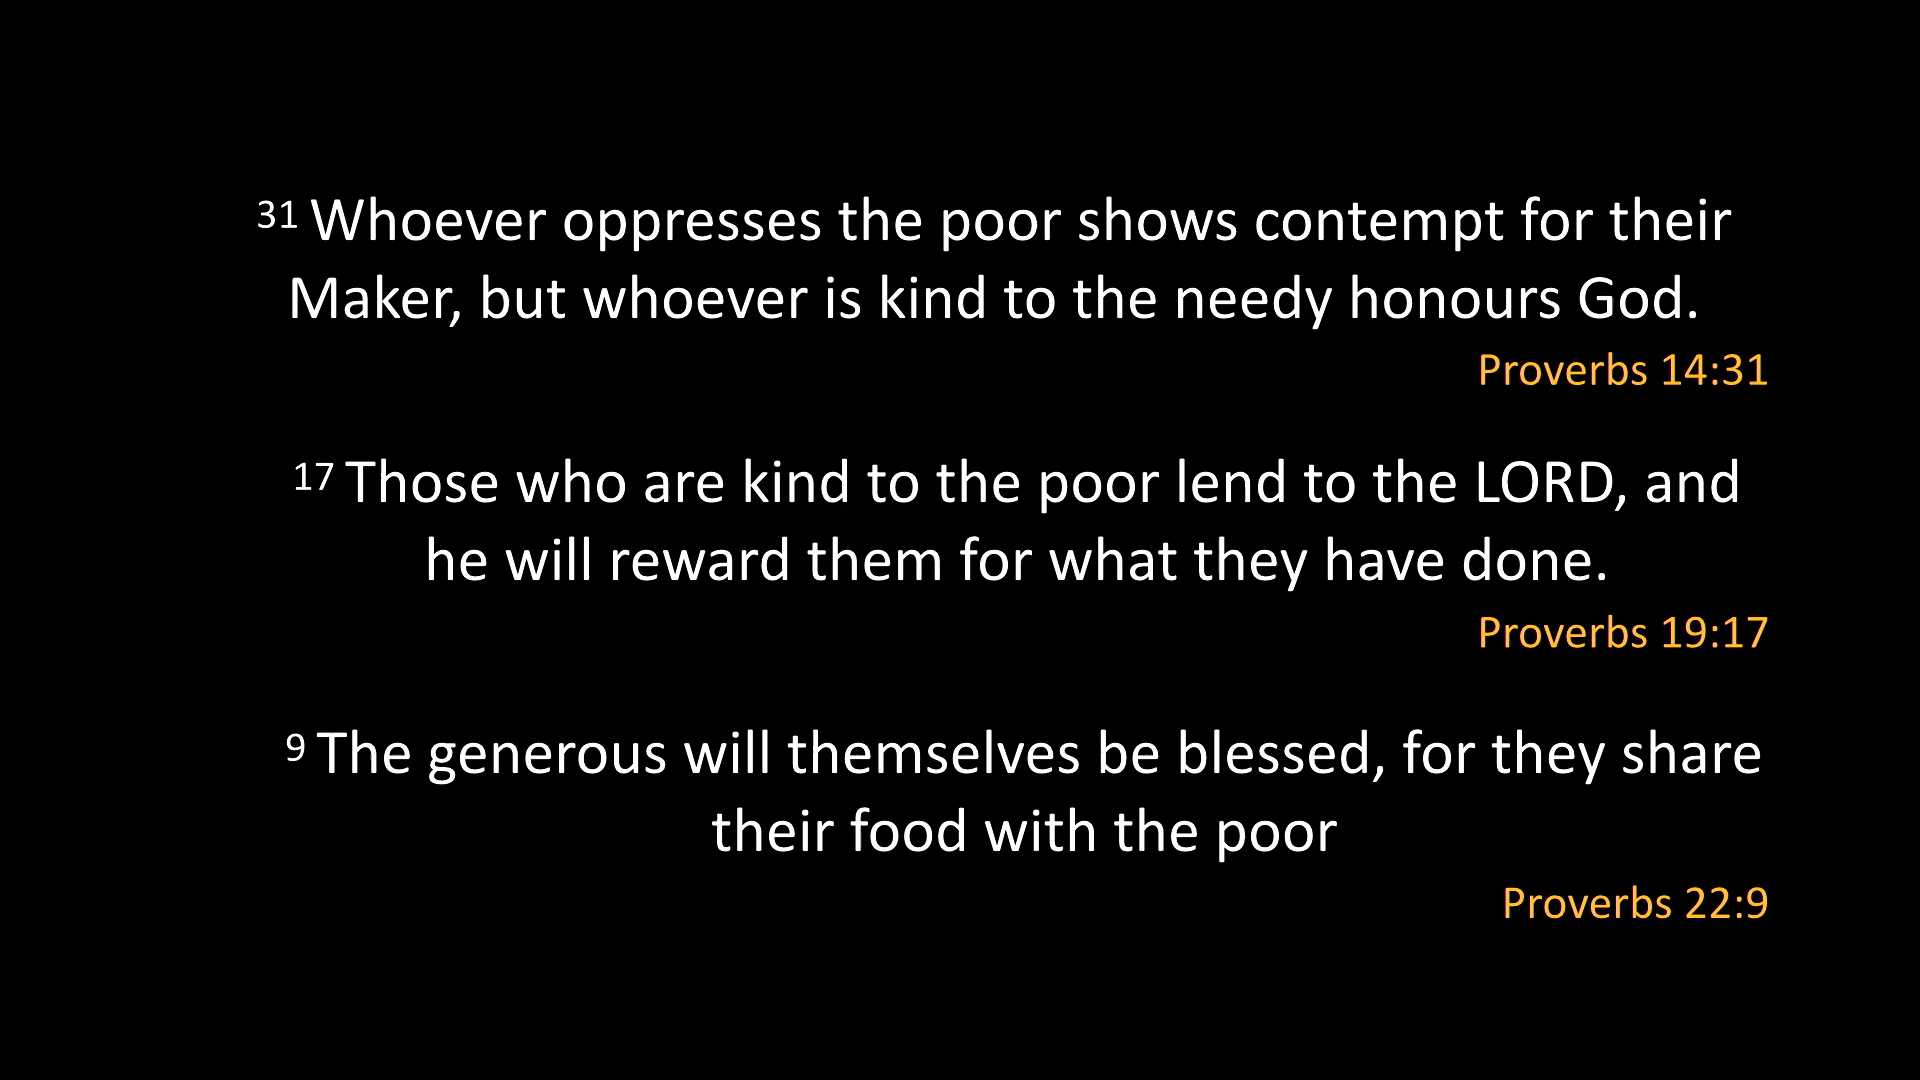 31 Whoever oppresses the poor shows contempt for their
Maker, but whoever is kind to the needy honours God.
Proverbs 14:31
17 Those who are kind to the poor lend to the LORD, and
he will reward them for what they have done.
Proverbs 19:17
9 The generous will themselves be blessed, for they share
their food with the poor
Proverbs 22:9